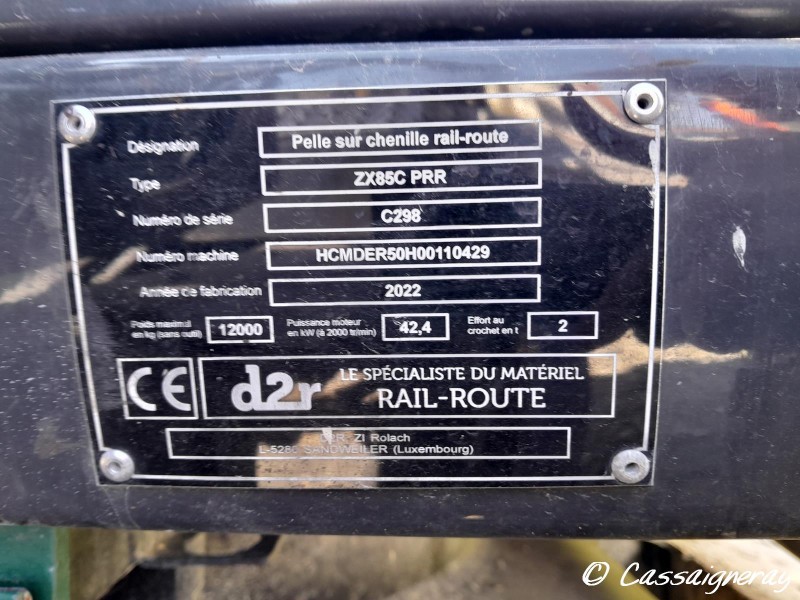 Désignation Pelle sur chenille rail-route
Type ZX85C PRR
Numéro de série C298
Numéro machine HCMDER50H00110429
Année de fabrication 2022
Poids maximal Puissance moteur Effort au
en kg (sans outil) 12000 en kW (à 2000 tr/min) 42,4 crochet en t 2
CE d2r LE SPÉCIALISTE DU MATÉRIEL
RAIL-ROUTE
ZI Rolach
L-5280 SANDWEILER (Luxembourg)
© Cassaigneray